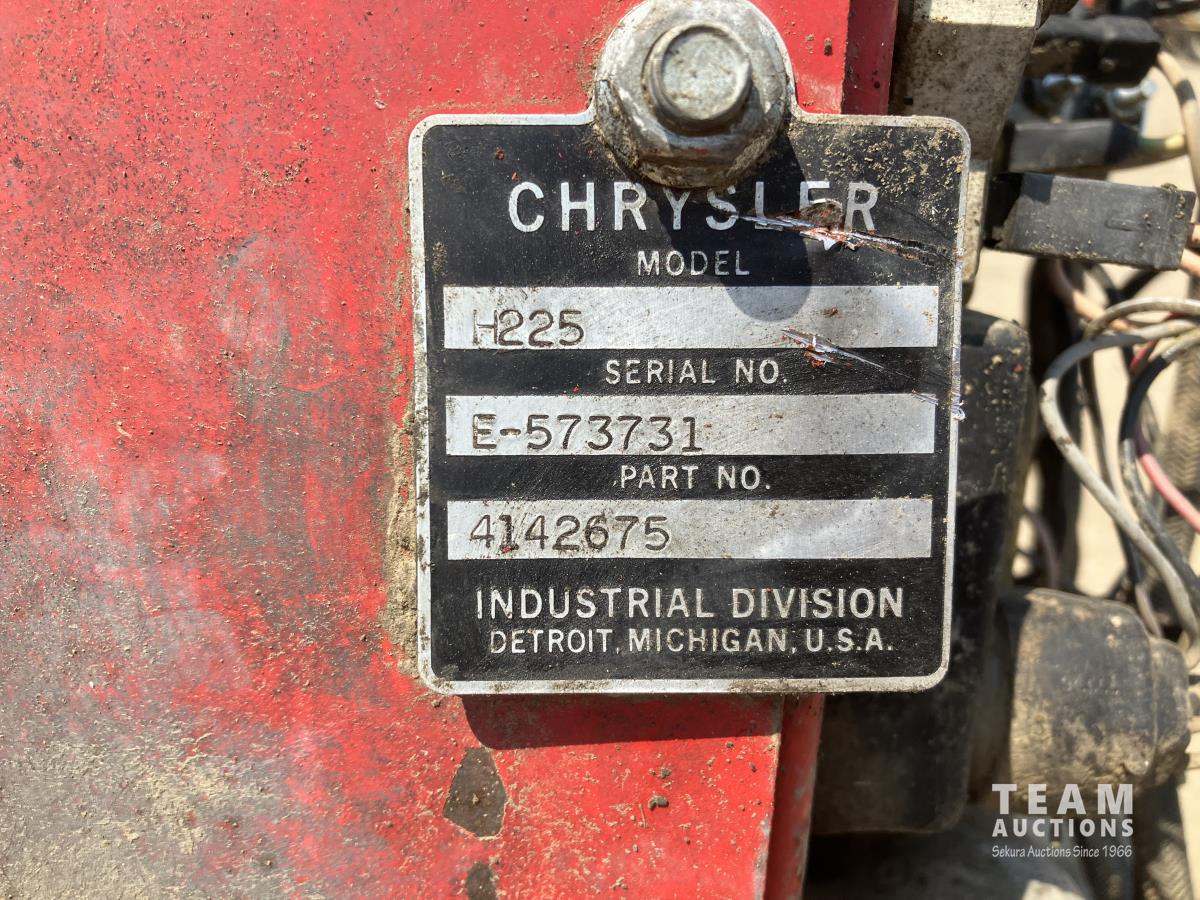 CHRYSLER
MODEL
H225
SERIAL NO.
E-573731
PART NO.
4142675
INDUSTRIAL DIVISION
DETROIT, MICHIGAN, U.S.A.
TEAM
AUCTIONS
Sekura Auctions Since 1966